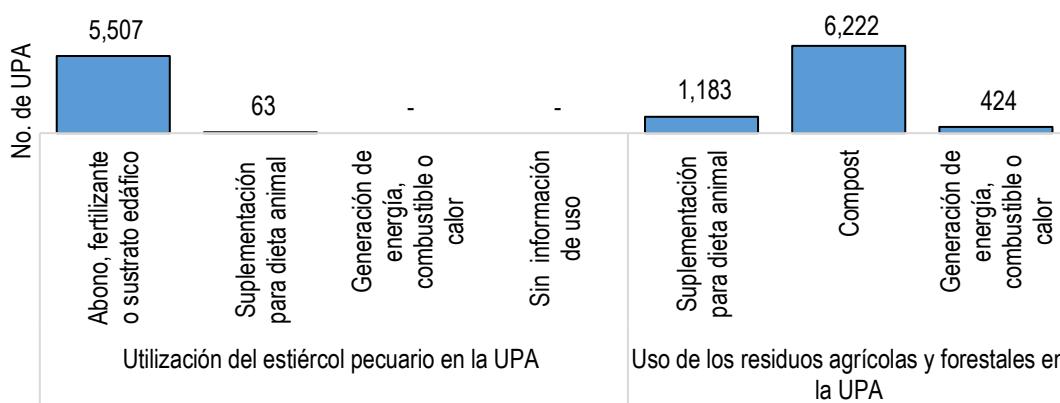 No. de UPA
5,507
63
-
-
1,183
6,222
424
Abono, fertilizante
o sustrato edáfico
Suplementación
para dieta animal
Generación de
energía,
combustible o
calor
Sin información
de uso
Suplementación
para dieta animal
Compost
Generación de
energía,
combustible o
calor
Utilización del estiércol pecuario en la UPA
Uso de los residuos agrícolas y forestales en
la UPA